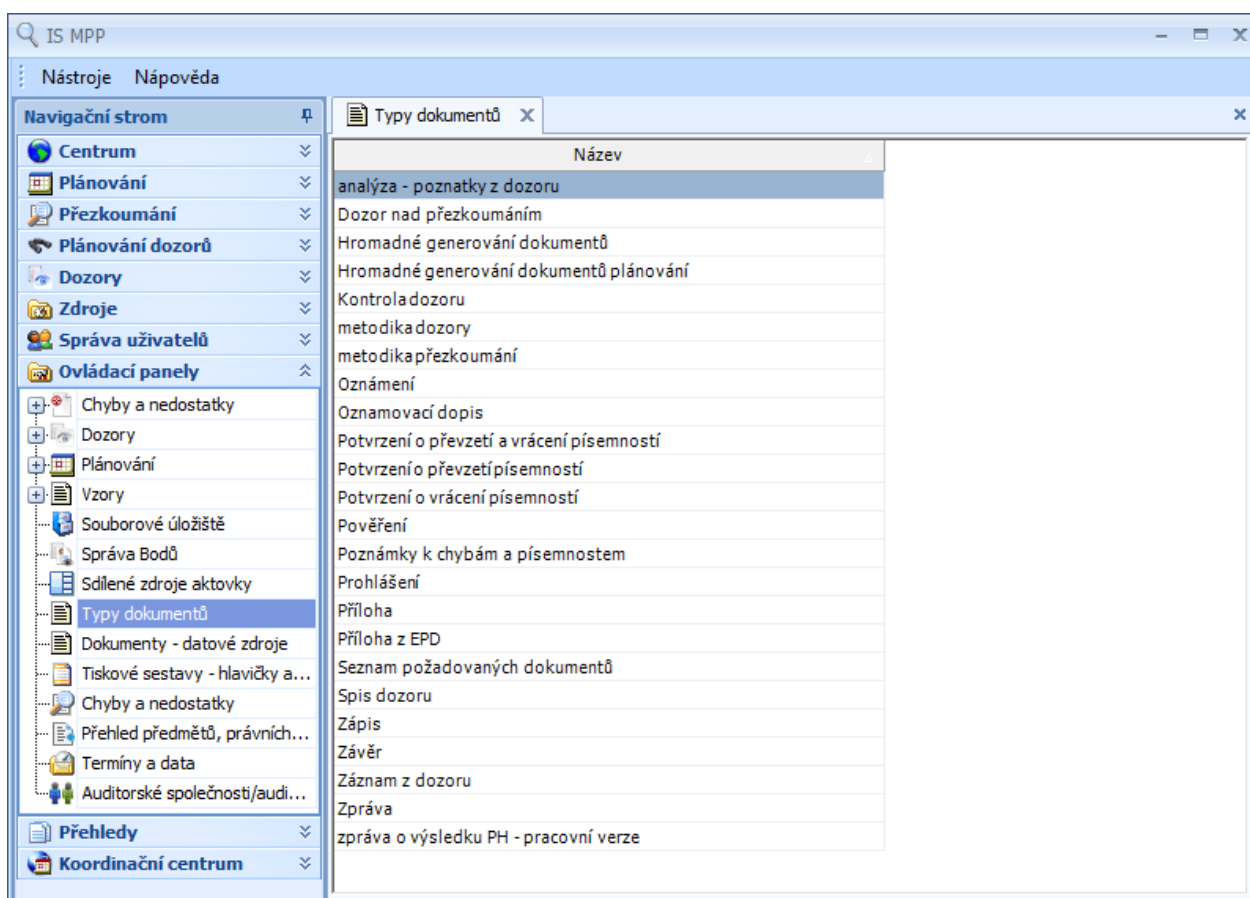 IS MPP
Nástroje Nápověda
Navigační strom
Centrum
Plánování
Přezkoumání
Plánování dozorů
Dozory
Zdroje
Správa uživatelů
Ovládací panely
Chyby a nedostatky
Dozory
Plánování
Vzory
Souborové úložiště
Správa Bodů
Sdílené zdroje aktovky
Typy dokumentů
Dokumenty - datové zdroje
Tiskové sestavy - hlavičky a...
Chyby a nedostatky
Přehled předmětů, právních...
Termíny a data
Auditorské společnosti/audi...
Přehledy
Koordinační centrum
Typy dokumentů
Název
analýza - poznatky z dozoru
Dozor nad přezkoumáním
Hromadné generování dokumentů
Hromadné generování dokumentů plánování
Kontrola dozoru
metodika dozory
metodika přezkoumání
Oznámení
Oznamovací dopis
Potvrzení o převzetí a vrácení písemností
Potvrzení o převzetí písemností
Potvrzení o vrácení písemností
Pověření
Poznámky k chybám a písemnostem
Prohlášení
Příloha
Příloha z EPD
Seznam požadovaných dokumentů
Spis dozoru
Zápis
Závěr
Záznam z dozoru
Zpráva
zpráva o výsledku PH - pracovní verze